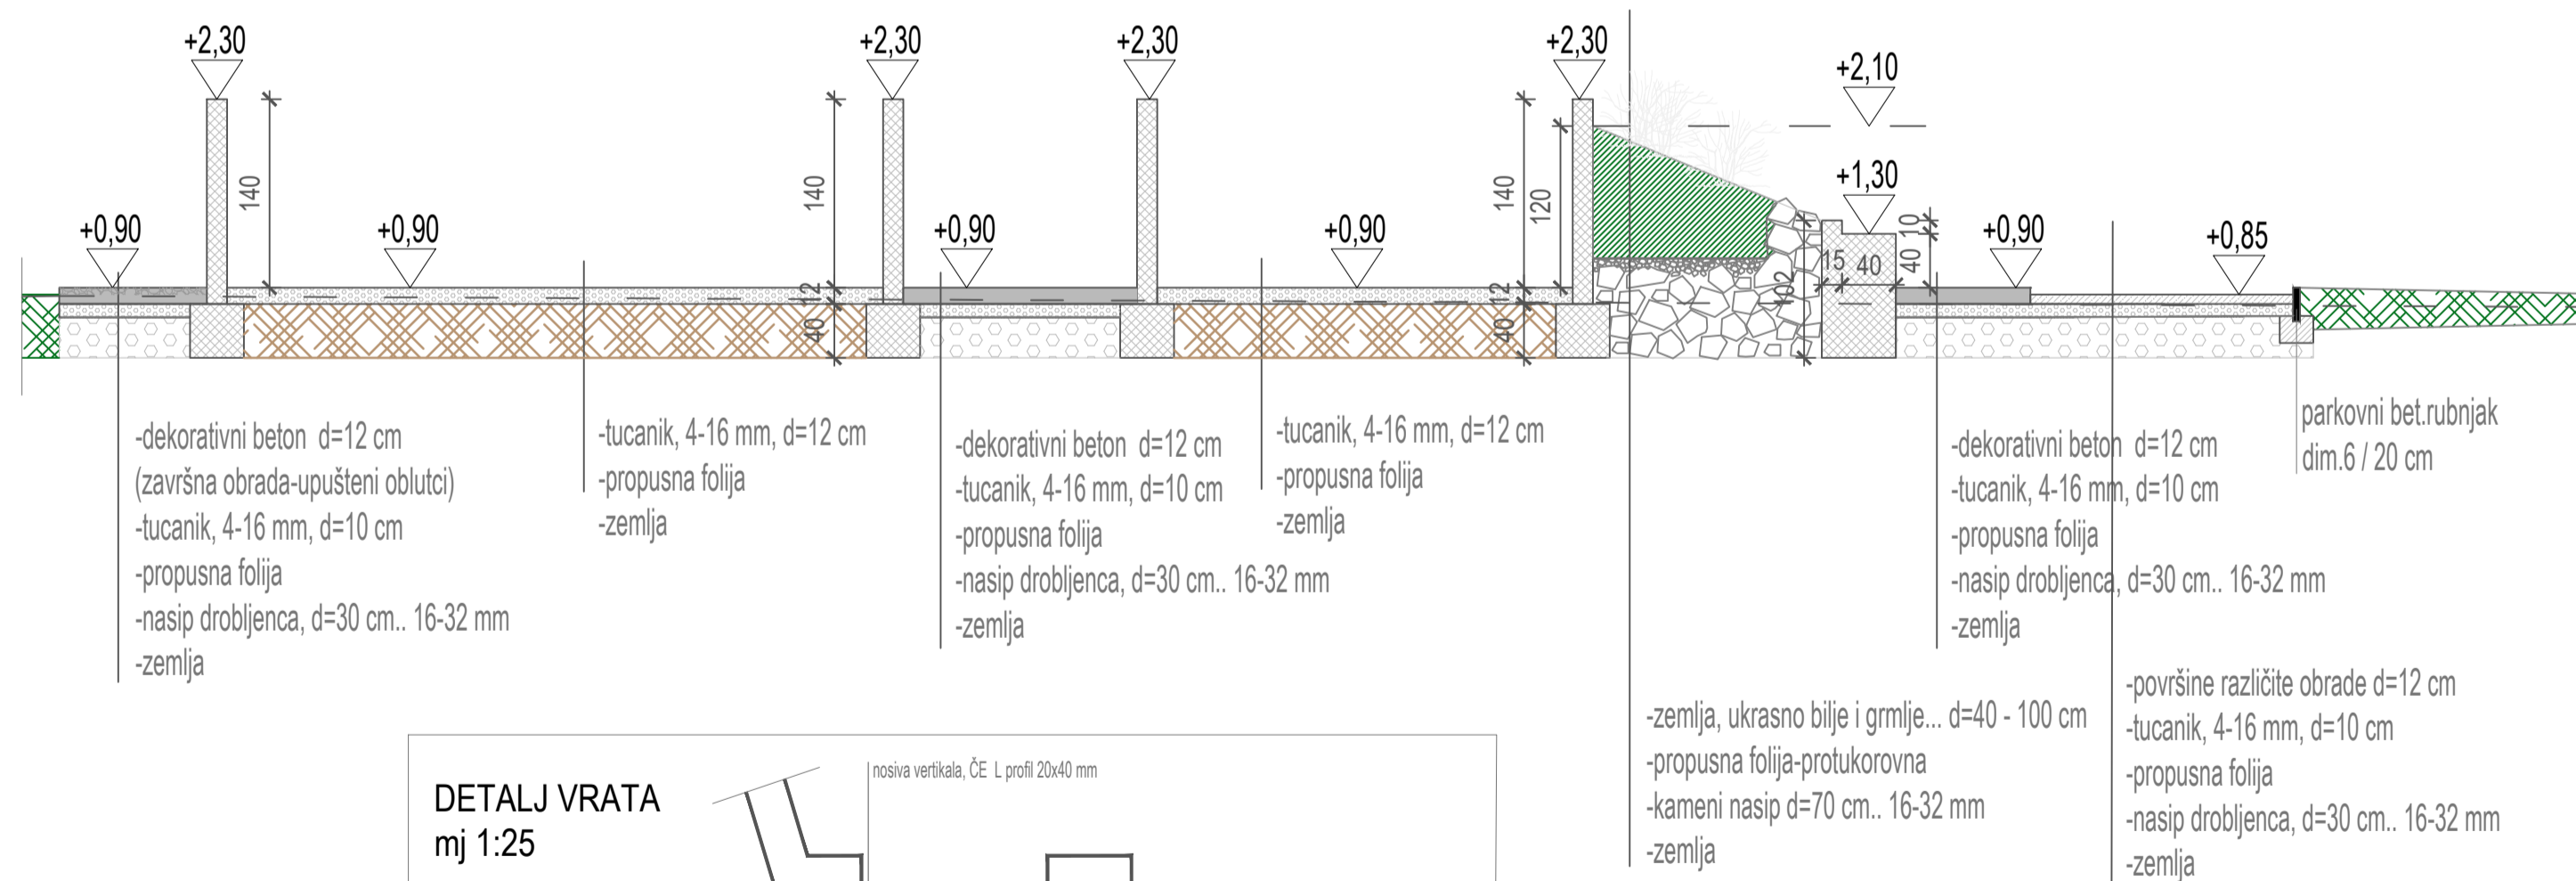 +2,30
+2,30
+2,30
+2,30
+2,10
+1,30
+0,90
+0,90
+0,90
+0,90
+0,90
+0,85
140
140
12
40
140
120
12
40
102
15
40
10
40
-dekorativni beton d=12 cm
(završna obrada-upušteni oblutci)
-tucanik, 4-16 mm, d=10 cm
-propusna folija
-nasip drobljenca, d=30 cm.. 16-32 mm
-zemlja
-tucanik, 4-16 mm, d=12 cm
-propusna folija
-zemlja
-dekorativni beton d=12 cm
-tucanik, 4-16 mm, d=10 cm
-propusna folija
-nasip drobljenca, d=30 cm.. 16-32 mm
-zemlja
-tucanik, 4-16 mm, d=12 cm
-propusna folija
-zemlja
-zemlja, ukrasno bilje i grmlje... d=40 - 100 cm
-propusna folija-protukorovna
-kameni nasip d=70 cm.. 16-32 mm
-zemlja
-dekorativni beton d=12 cm
-tucanik, 4-16 mm, d=10 cm
-propusna folija
-nasip drobljenca, d=30 cm.. 16-32 mm
-zemlja
parkovni bet.rubnjak
dim.6 / 20 cm
-površine različite obrade d=12 cm
-tucanik, 4-16 mm, d=10 cm
-propusna folija
-nasip drobljenca, d=30 cm.. 16-32 mm
-zemlja
DETALJ VRATA
mj 1:25
nosiva vertikala, ČE L profil 20x40 mm